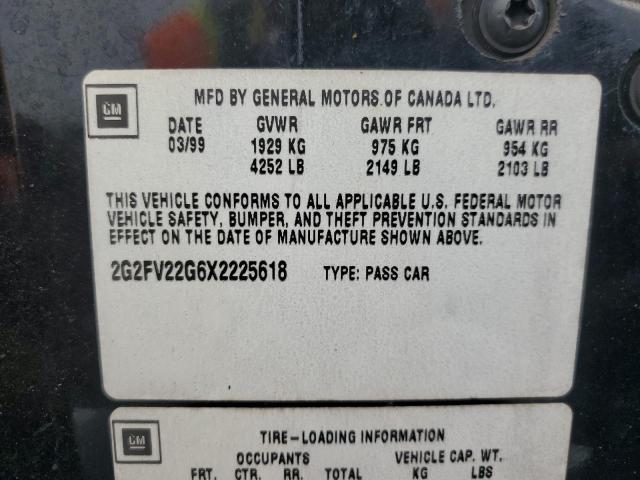 GM
MFD BY GENERAL MOTORS OF CANADA LTD.
DATE GVWR GAWR FRT GAWR RR
03/99 1929 KG 975 KG 954 KG
4252 LB 2149 LB 2103 LB
THIS VEHICLE CONFORMS TO ALL APPLICABLE U.S. FEDERAL MOTOR
VEHICLE SAFETY, BUMPER, AND THEFT PREVENTION STANDARDS IN
EFFECT ON THE DATE OF MANUFACTURE SHOWN ABOVE.
2G2FV22G6X2225618 TYPE: PASS CAR
GM
TIRE-LOADING INFORMATION
OCCUPANTS VEHICLE CAP. WT.
FRT. CTR. RR. TOTAL KG LBS